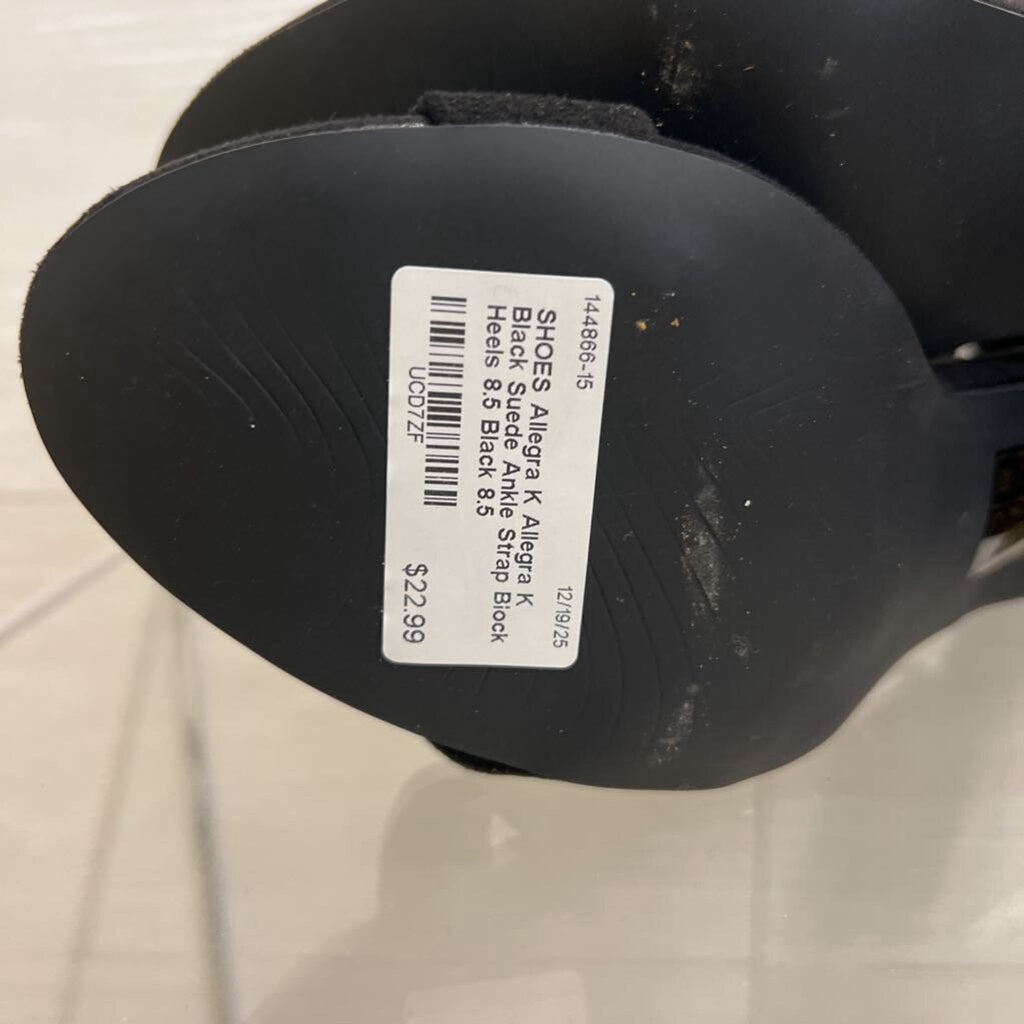 144866-15 12/19/25
SHOES Allegra K Allegra K
Black Suede Ankle Strap Block
Heels 8.5 Black 8.5
UCD7ZF $22.99